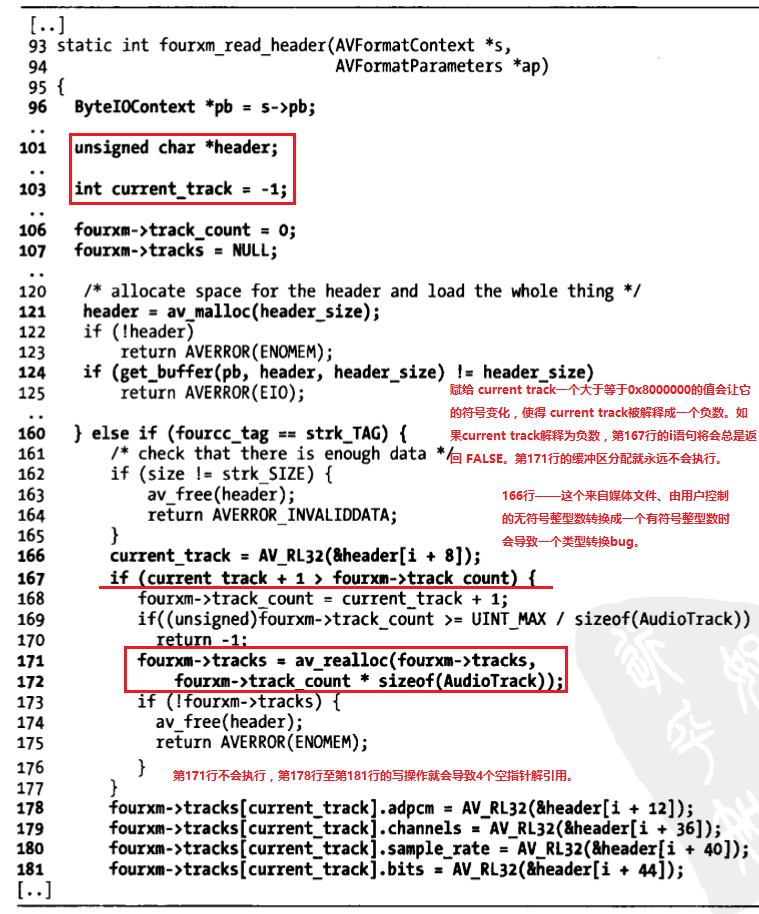 [..]
93 static int fourxm_read_header(AVFormatContext *s,
94 AVFormatParameters *ap)
95 {
96 ByteIOContext *pb = s->pb;
..
101 unsigned char *header;
..
103 int current_track = -1;
..
106 fourxm->track_count = 0;
107 fourxm->tracks = NULL;
..
120 /* allocate space for the header and load the whole thing */
121 header = av_malloc(header_size);
122 if (!header)
123 return AVERROR(ENOMEM);
124 if (get_buffer(pb, header, header_size) != header_size)
125 return AVERROR(EIO);
赋给 current track一个大于等于0x8000000的值会让它
的符号变化，使得 current track被解释成一个负数。如
果current track解释为负数，第167行的i语句将会总是返
回 FALSE。第171行的缓冲区分配就永远不会执行。
..
160 } else if (fourcc_tag == strk_TAG) {
161 /* check that there is enough data */
162 if (size != strk_SIZE) {
163 av_free(header);
164 return AVERROR_INVALIDDATA;
165 }
166行——这个来自媒体文件、由用户控制
的无符号整型数转换成一个有符号整型数时
会导致一个类型转换bug。
166 current_track = AV_RL32(&header[i + 8]);
167 if (current_track + 1 > fourxm->track_count) {
168 fourxm->track_count = current_track + 1;
169 if((unsigned)fourxm->track_count >= UINT_MAX / sizeof(AudioTrack))
170 return -1;
171 fourxm->tracks = av_realloc(fourxm->tracks,
172 fourxm->track_count * sizeof(AudioTrack));
173 if (!fourxm->tracks) {
174 av_free(header);
175 return AVERROR(ENOMEM);
176 }
第171行不会执行，第178行至第181行的写操作就会导致4个空指针解引用。
177 }
178 fourxm->tracks[current_track].adpcm = AV_RL32(&header[i + 12]);
179 fourxm->tracks[current_track].channels = AV_RL32(&header[i + 36]);
180 fourxm->tracks[current_track].sample_rate = AV_RL32(&header[i + 40]);
181 fourxm->tracks[current_track].bits = AV_RL32(&header[i + 44]);
[..]